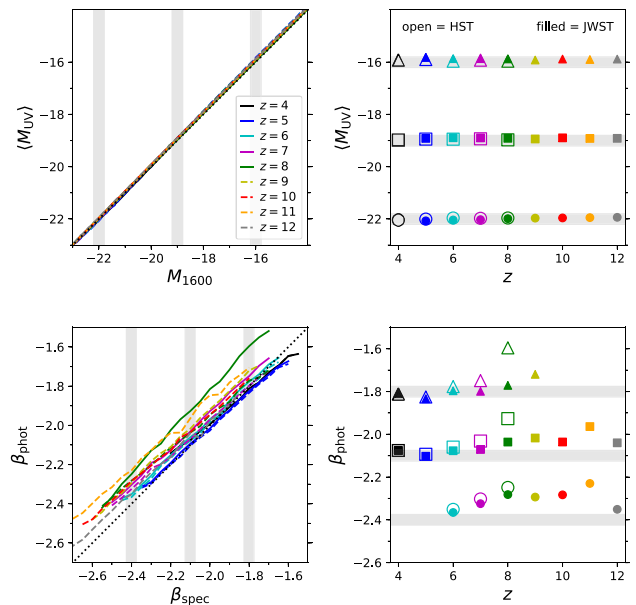 −14
−16
−18
−20
−22
⟨M_UV⟩
z = 4
z = 5
z = 6
z = 7
z = 8
z = 9
z = 10
z = 11
z = 12
−22 −20 −18 −16
M_1600
open = HST filled = JWST
−14
−16
−18
−20
−22
⟨M_UV⟩
4 6 8 10 12
z
−1.6
−1.8
−2.0
−2.2
−2.4
−2.6
β_phot
−2.6 −2.4 −2.2 −2.0 −1.8 −1.6
β_spec
−1.6
−1.8
−2.0
−2.2
−2.4
−2.6
β_phot
4 6 8 10 12
z